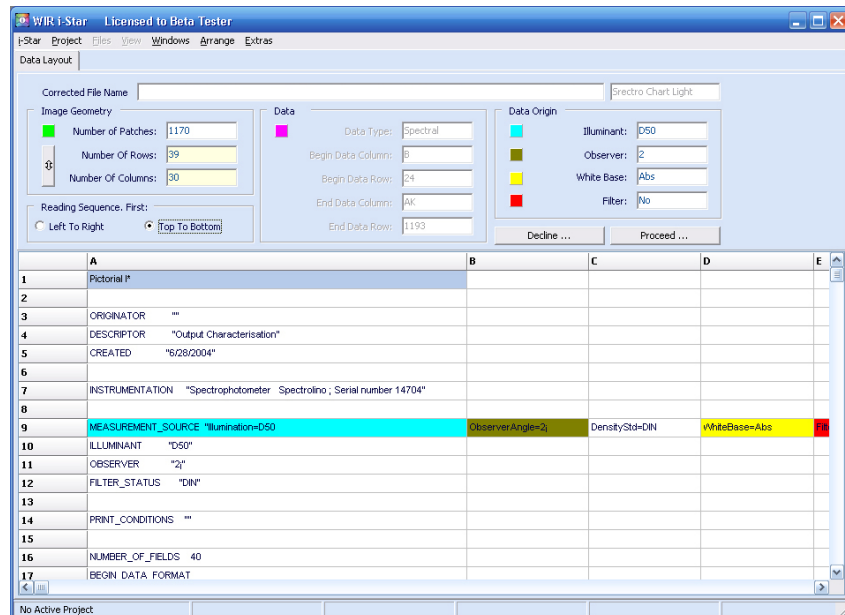 WIR i-Star Licensed to Beta Tester
i-Star Project Files View Windows Arrange Extras
Data Layout
Corrected File Name Srectro Chart Light
Image Geometry Data Data Origin
Number of Patches: 1170 Data Type: Spectral Illuminant: D50
Number Of Rows: 39 Begin Data Column: B Observer: 2
Number Of Columns: 30 Begin Data Row: 24 White Base: Abs
End Data Column: AK Filter: No
Reading Sequence. First:
Left To Right Top To Bottom End Data Row: 1193
Decline ... Proceed ...
A B C D E
1 Pictorial I*
2
3 ORIGINATOR ""
4 DESCRIPTOR "Output Characterisation"
5 CREATED "6/28/2004"
6
7 INSTRUMENTATION "Spectrophotometer Spectrolino ; Serial number 14704"
8
9 MEASUREMENT_SOURCE "Illumination=D50 ObserverAngle=2¡ DensityStd=DIN WhiteBase=Abs Filt
10 ILLUMINANT "D50"
11 OBSERVER "2¡"
12 FILTER_STATUS "DIN"
13
14 PRINT_CONDITIONS ""
15
16 NUMBER_OF_FIELDS 40
17 BEGIN_DATA_FORMAT
No Active Project